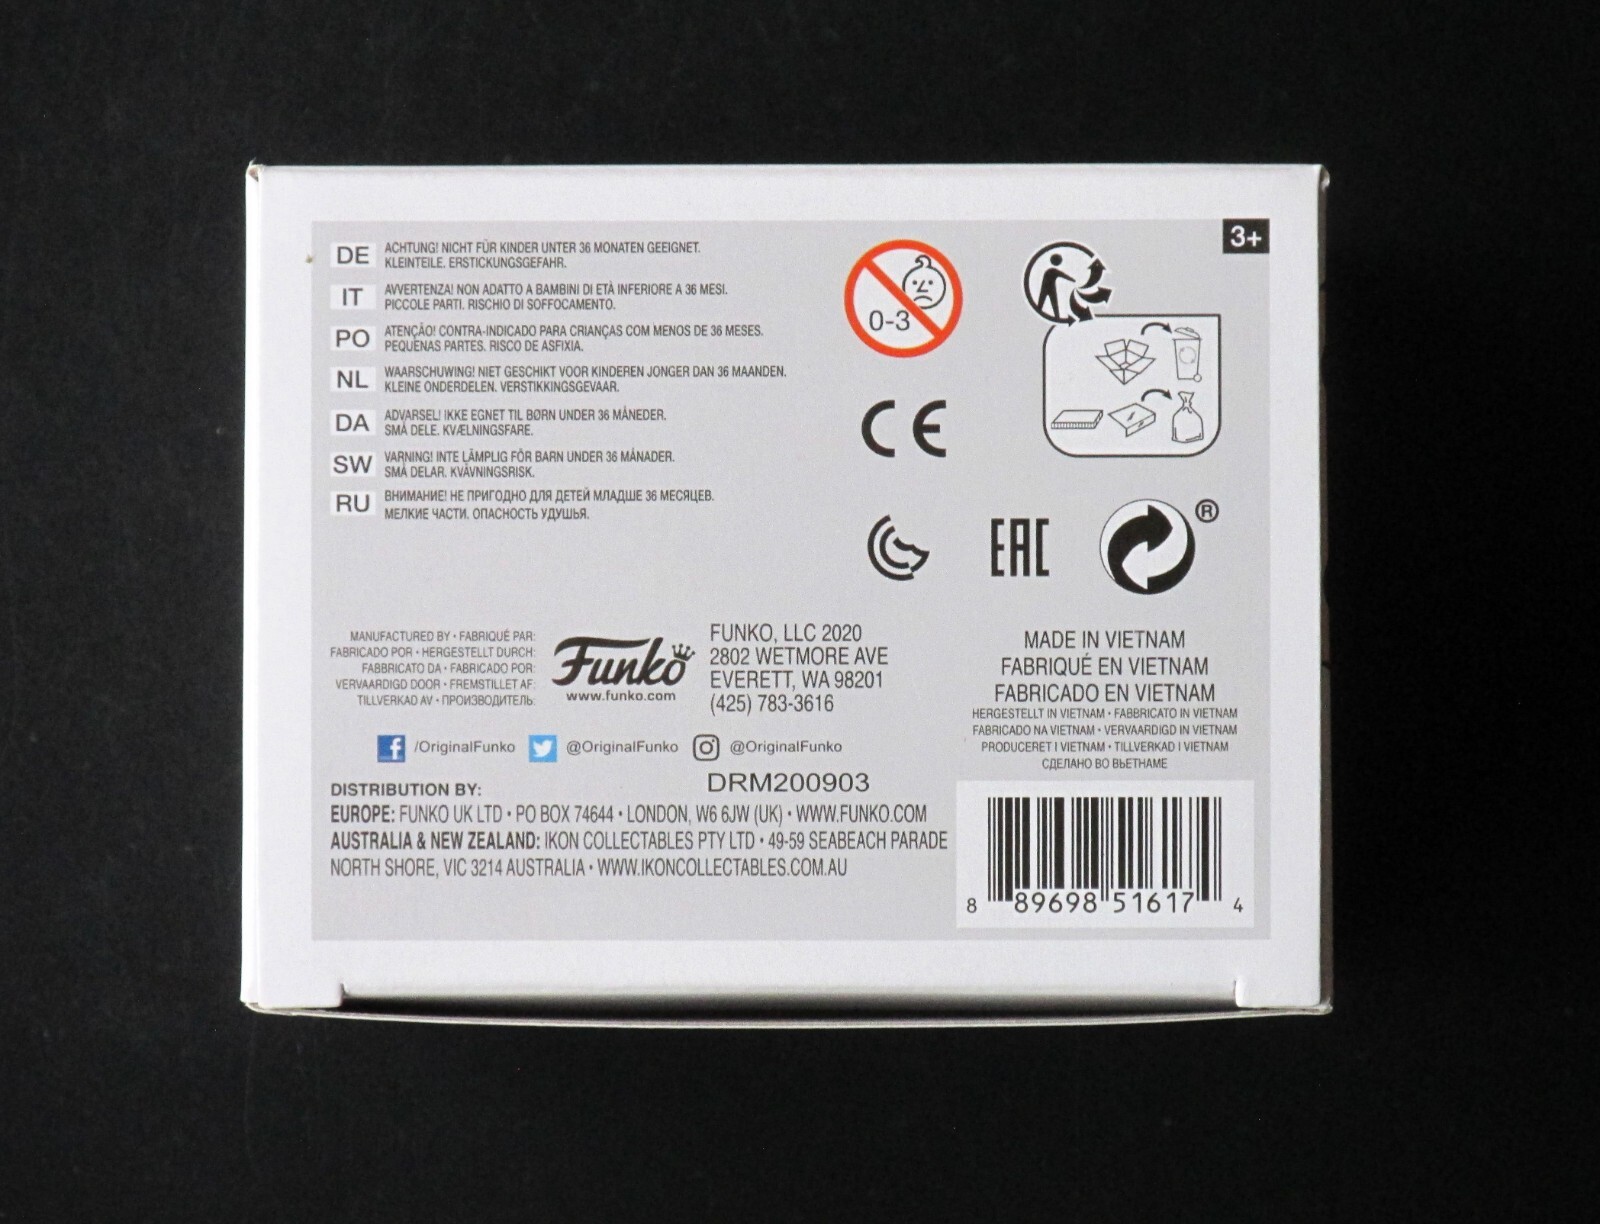 3+
DE ACHTUNG! NICHT FÜR KINDER UNTER 36 MONATEN GEEIGNET.
KLEINTEILE. ERSTICKUNGSGEFAHR.
IT AVVERTENZA! NON ADATTO A BAMBINI DI ETÀ INFERIORE A 36 MESI.
PICCOLE PARTI. RISCHIO DI SOFFOCAMENTO.
PO ATENÇÃO! CONTRA-INDICADO PARA CRIANÇAS COM MENOS DE 36 MESES.
PEQUENAS PARTES. RISCO DE ASFIXIA.
NL WAARSCHUWING! NIET GESCHIKT VOOR KINDEREN JONGER DAN 36 MAANDEN.
KLEINE ONDERDELEN. VERSTIKKINGSGEVAAR.
DA ADVARSEL! IKKE EGNET TIL BØRN UNDER 36 MÅNEDER.
SMÅ DELE. KVÆLNINGSFARE.
SW VARNING! INTE LÄMPLIG FÖR BARN UNDER 36 MÅNADER.
SMÅ DELAR. KVÄVNINGSRISK.
RU ВНИМАНИЕ! НЕ ПРИГОДНО ДЛЯ ДЕТЕЙ МЛАДШЕ 36 МЕСЯЦЕВ.
МЕЛКИЕ ЧАСТИ. ОПАСНОСТЬ УДУШЬЯ.
0-3
CE
EAC
®
MANUFACTURED BY • FABRIQUÉ PAR:
FABRICADO POR • HERGESTELLT DURCH:
FABBRICATO DA • FABRICADO POR:
VERVAARDIGD DOOR • FREMSTILLET AF:
TILLVERKAD AV • ПРОИЗВОДИТЕЛЬ:
Funko
www.funko.com
FUNKO, LLC 2020
2802 WETMORE AVE
EVERETT, WA 98201
(425) 783-3616
MADE IN VIETNAM
FABRIQUÉ EN VIETNAM
FABRICADO EN VIETNAM
HERGESTELLT IN VIETNAM • FABBRICATO IN VIETNAM
FABRICADO NA VIETNAM • VERVAARDIGD IN VIETNAM
PRODUCERET I VIETNAM • TILLVERKAD I VIETNAM
СДЕЛАНО ВО ВЬЕТНАМЕ
f /OriginalFunko @OriginalFunko @OriginalFunko
DRM200903
DISTRIBUTION BY:
EUROPE: FUNKO UK LTD • PO BOX 74644 • LONDON, W6 6JW (UK) • WWW.FUNKO.COM
AUSTRALIA & NEW ZEALAND: IKON COLLECTABLES PTY LTD • 49-59 SEABEACH PARADE
NORTH SHORE, VIC 3214 AUSTRALIA • WWW.IKONCOLLECTABLES.COM.AU
8 89698 51617 4